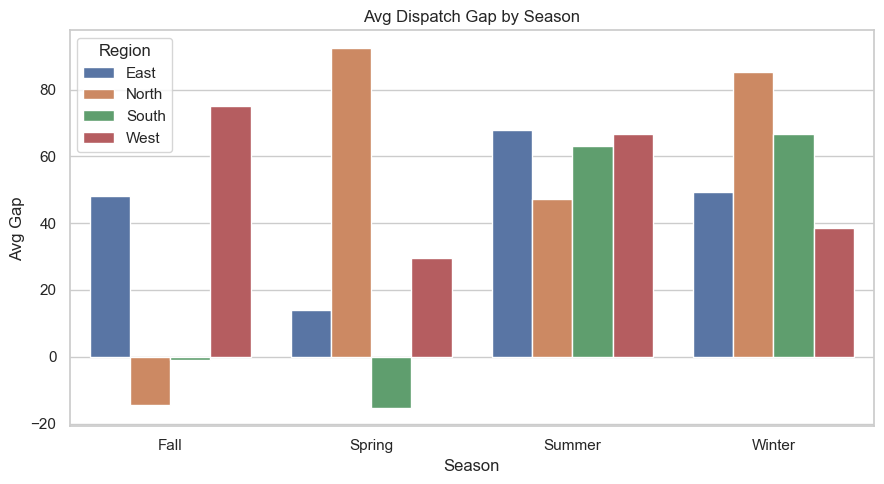 Avg Dispatch Gap by Season
Region
East
North
South
West
Avg Gap
80
60
40
20
0
−20
Fall Spring Summer Winter
Season